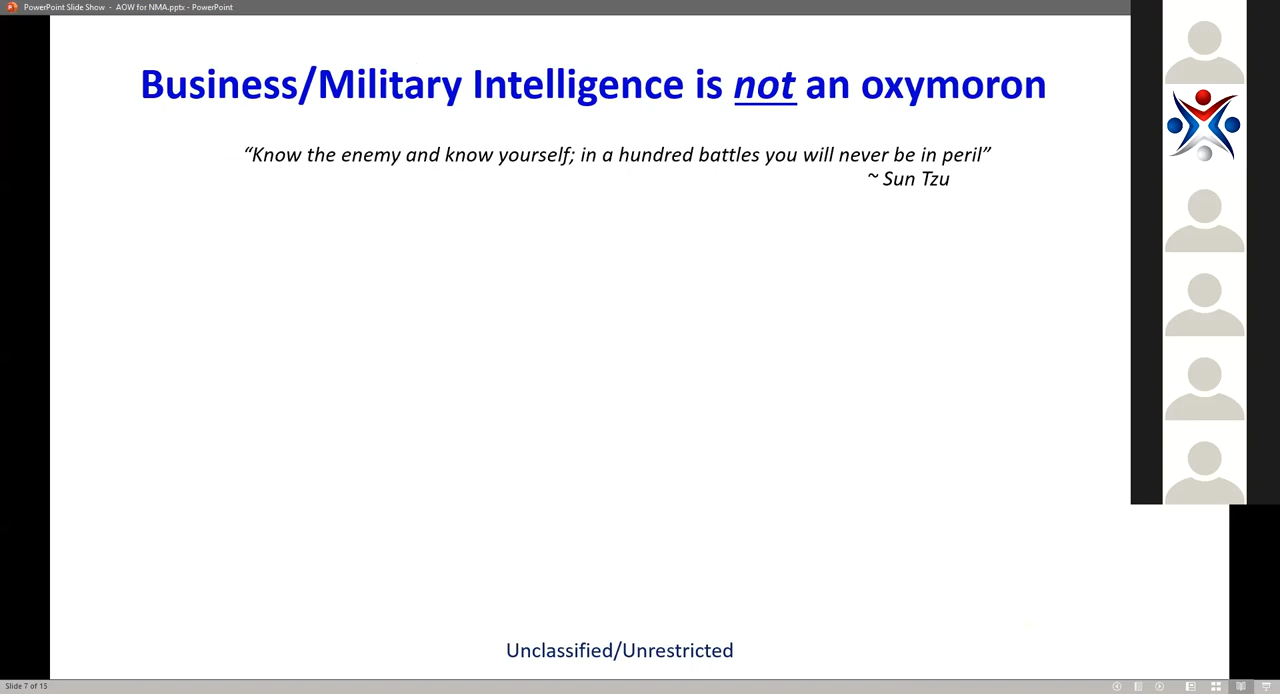 PowerPoint Slide Show - AOW for NMA.pptx - PowerPoint
Business/Military Intelligence is not an oxymoron
“Know the enemy and know yourself; in a hundred battles you will never be in peril”
~ Sun Tzu
Unclassified/Unrestricted
Slide 7 of 15